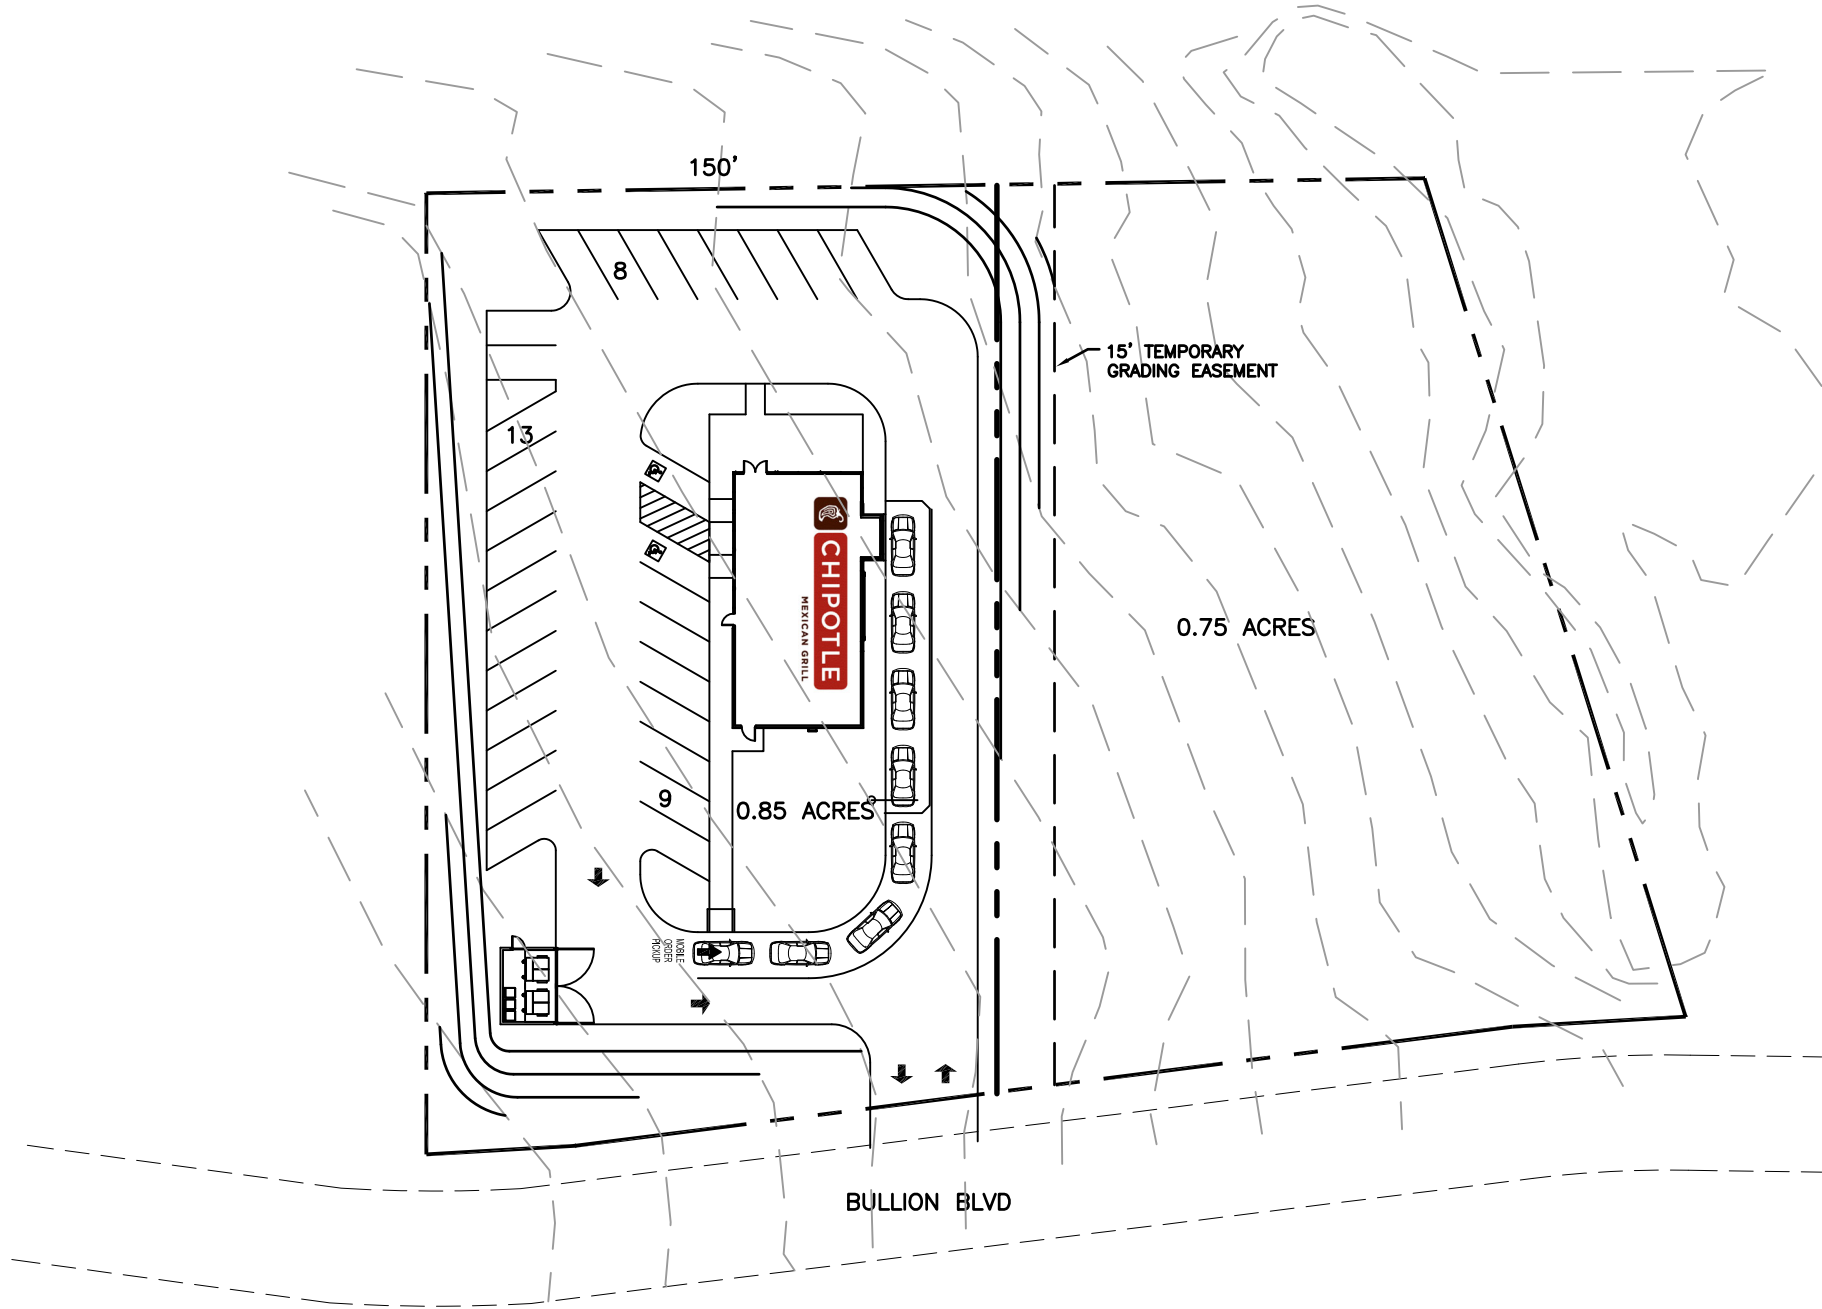 150'
8
15' TEMPORARY
GRADING EASEMENT
13
CHIPOTLE
MEXICAN GRILL
0.75 ACRES
9
0.85 ACRES
MOBILE
ORDER
PICKUP
BULLION BLVD